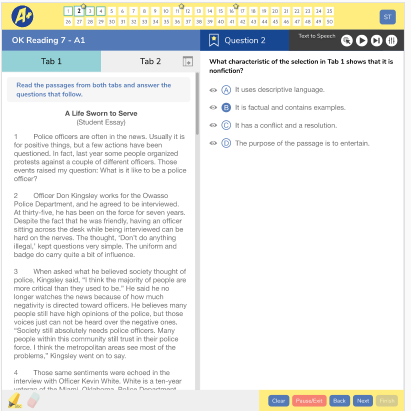 A+
1 2 3 4 5 6 7 8 9 10 11 12 13 14 15 16 17 18 19 20 21 22 23 24 25
26 27 28 29 30 31 32 33 34 35 36 37 38 39 40 41 42 43 44 45 46 47 48 49 50
ST
OK Reading 7 - A1
Question 2
Text to Speech
Tab 1
Tab 2
Read the passages from both tabs and answer the
questions that follow.
A Life Sworn to Serve
(Student Essay)
1 Police officers are often in the news. Usually it is
for positive things, but a few actions have been
questioned. In fact, last year some people organized
protests against a couple of different officers. Those
events raised my question: What is it like to be a police
officer?
2 Officer Don Kingsley works for the Owasso
Police Department, and he agreed to be interviewed.
At thirty-five, he has been on the force for seven years.
Despite the fact that he was friendly, having an officer
sitting across the desk while being interviewed can be
hard on the nerves. The thought, 'Don't do anything
illegal,' kept questions very simple. The uniform and
badge do carry quite a bit of influence.
3 When asked what he believed society thought of
police, Kingsley said, "I think the majority of people are
more critical than they used to be." He said he no
longer watches the news because of how much
negativity is directed toward officers. He believes many
people still have high opinions of the police, but those
voices just can not be heard over the negative ones.
"Society still absolutely needs police officers. Many
people within this community still trust in their police
force. I think the metropolitan areas see most of the
problems," Kingsley went on to say.
4 Those same sentiments were echoed in the
interview with Officer Kevin White. White is a ten-year
veteran of the Miami, Oklahoma, Police Department.
What characteristic of the selection in Tab 1 shows that it is
nonfiction?
A It uses descriptive language.
B It is factual and contains examples.
C It has a conflict and a resolution.
D The purpose of the passage is to entertain.
Clear Pause/Exit Back Next Finish